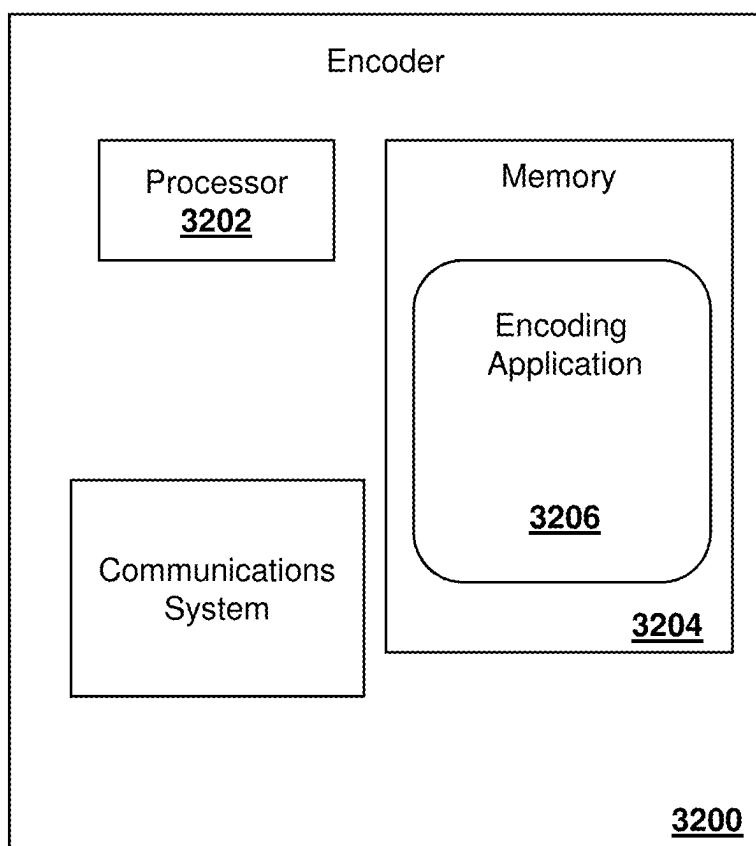 Encoder
Processor
3202
Memory
Encoding
Application
3206
Communications
System
3204
3200